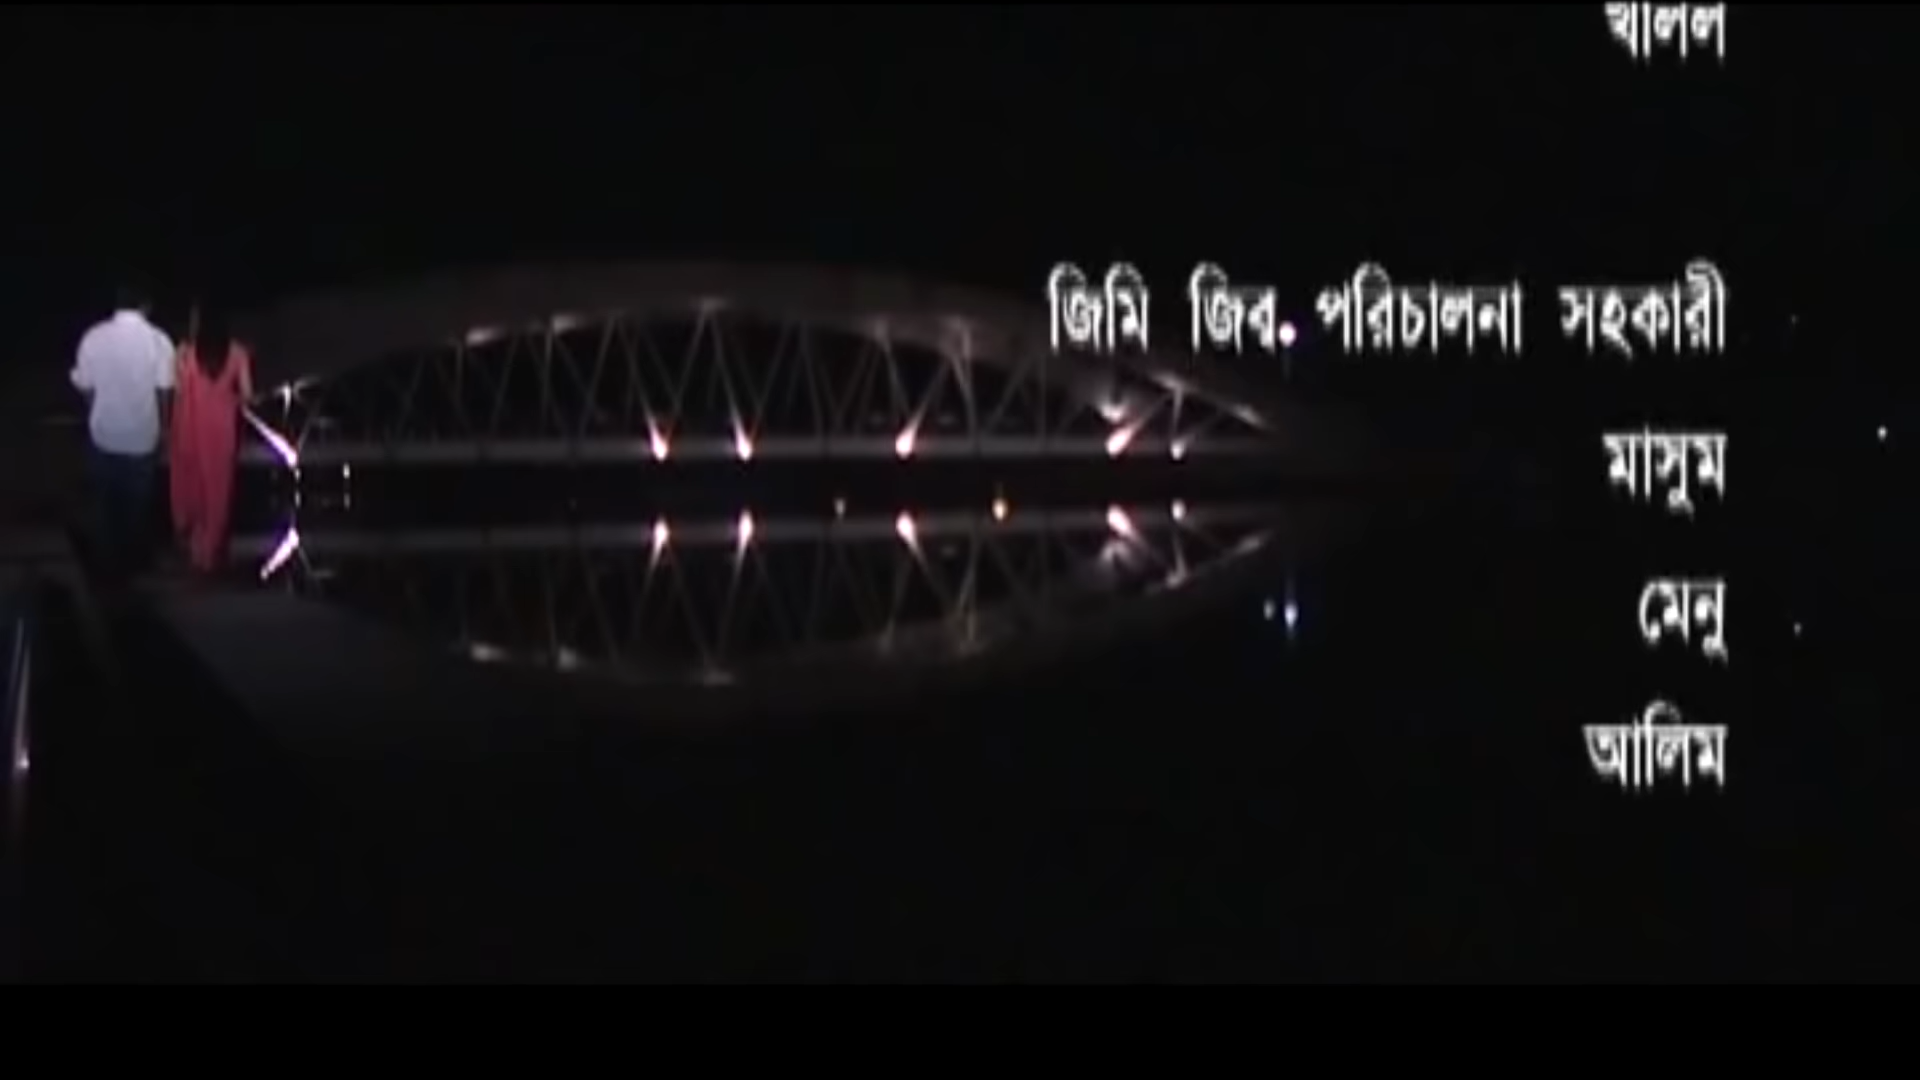 জিমি জিব. পরিচালনা সহকারী
মাসুম
মেনু
আলিম